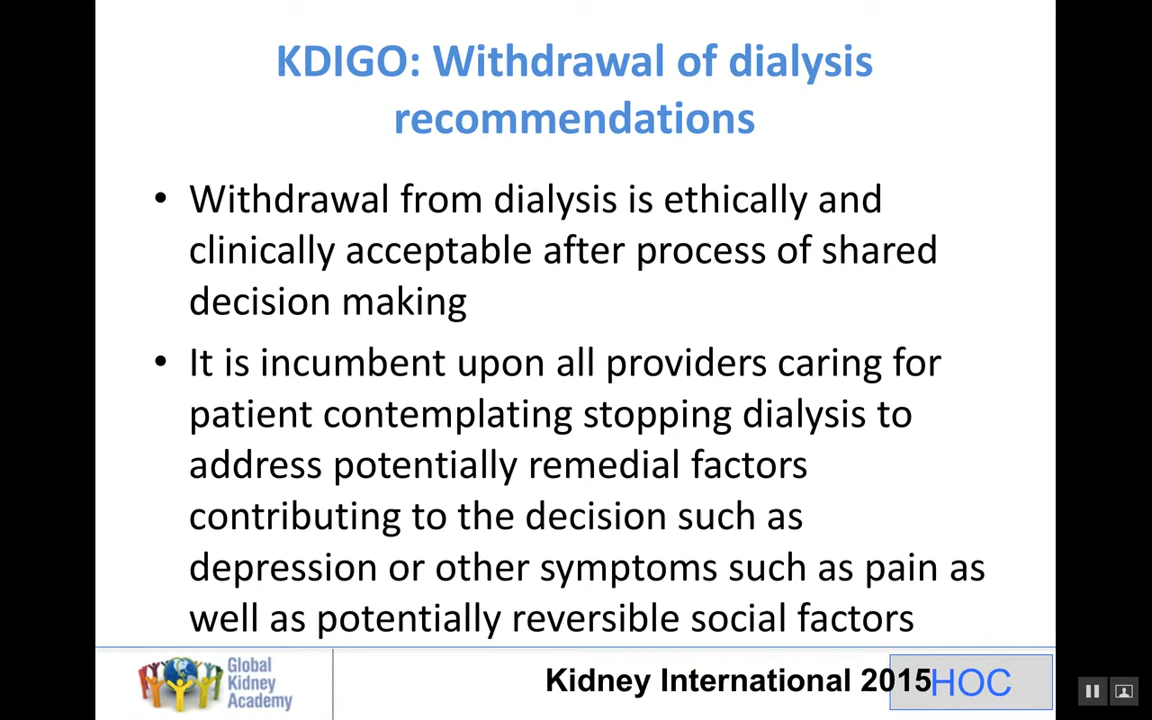 KDIGO: Withdrawal of dialysis
recommendations
• Withdrawal from dialysis is ethically and
clinically acceptable after process of shared
decision making
• It is incumbent upon all providers caring for
patient contemplating stopping dialysis to
address potentially remedial factors
contributing to the decision such as
depression or other symptoms such as pain as
well as potentially reversible social factors
Global
Kidney
Academy
Kidney International 2015
HOC